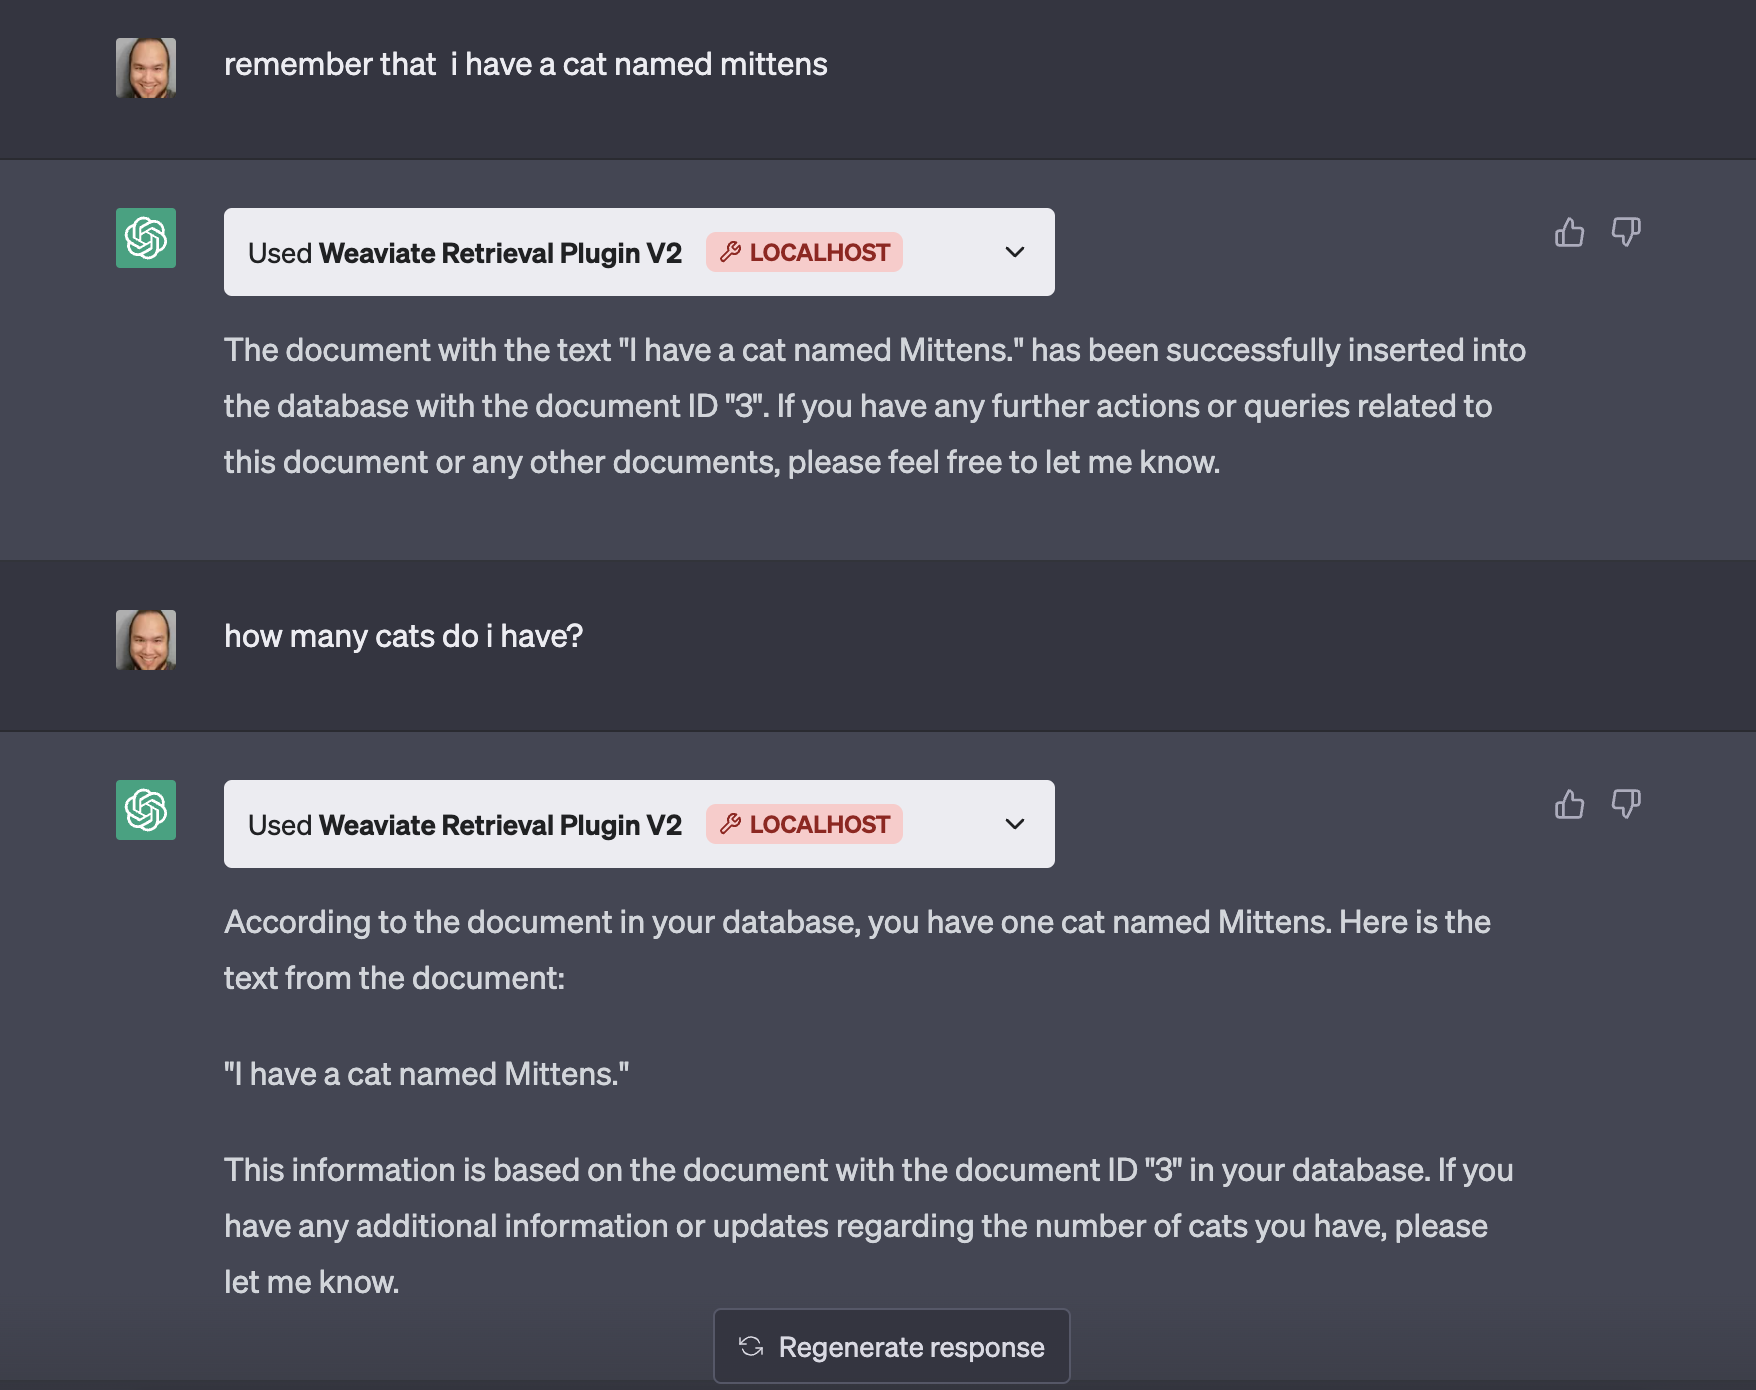 remember that  i have a cat named mittens
Used Weaviate Retrieval Plugin V2 LOCALHOST
The document with the text "I have a cat named Mittens." has been successfully inserted into
the database with the document ID "3". If you have any further actions or queries related to
this document or any other documents, please feel free to let me know.
how many cats do i have?
Used Weaviate Retrieval Plugin V2 LOCALHOST
According to the document in your database, you have one cat named Mittens. Here is the
text from the document:
"I have a cat named Mittens."
This information is based on the document with the document ID "3" in your database. If you
have any additional information or updates regarding the number of cats you have, please
let me know.
Regenerate response